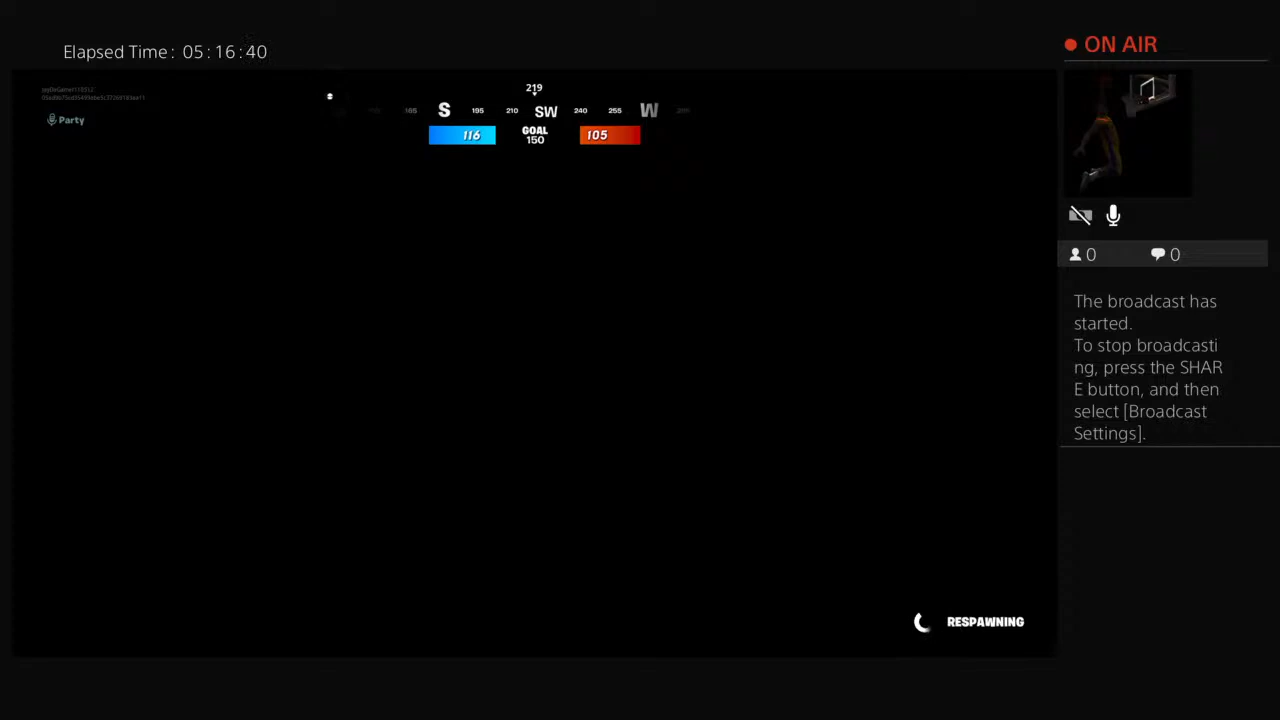 Elapsed Time: 05:16:40
ON AIR
219
165 S 195 210 SW 240 255 W
116 GOAL 105
150
Party
0 0
The broadcast has
started.
To stop broadcasti
ng, press the SHAR
E button, and then
select [Broadcast
Settings].
RESPAWNING